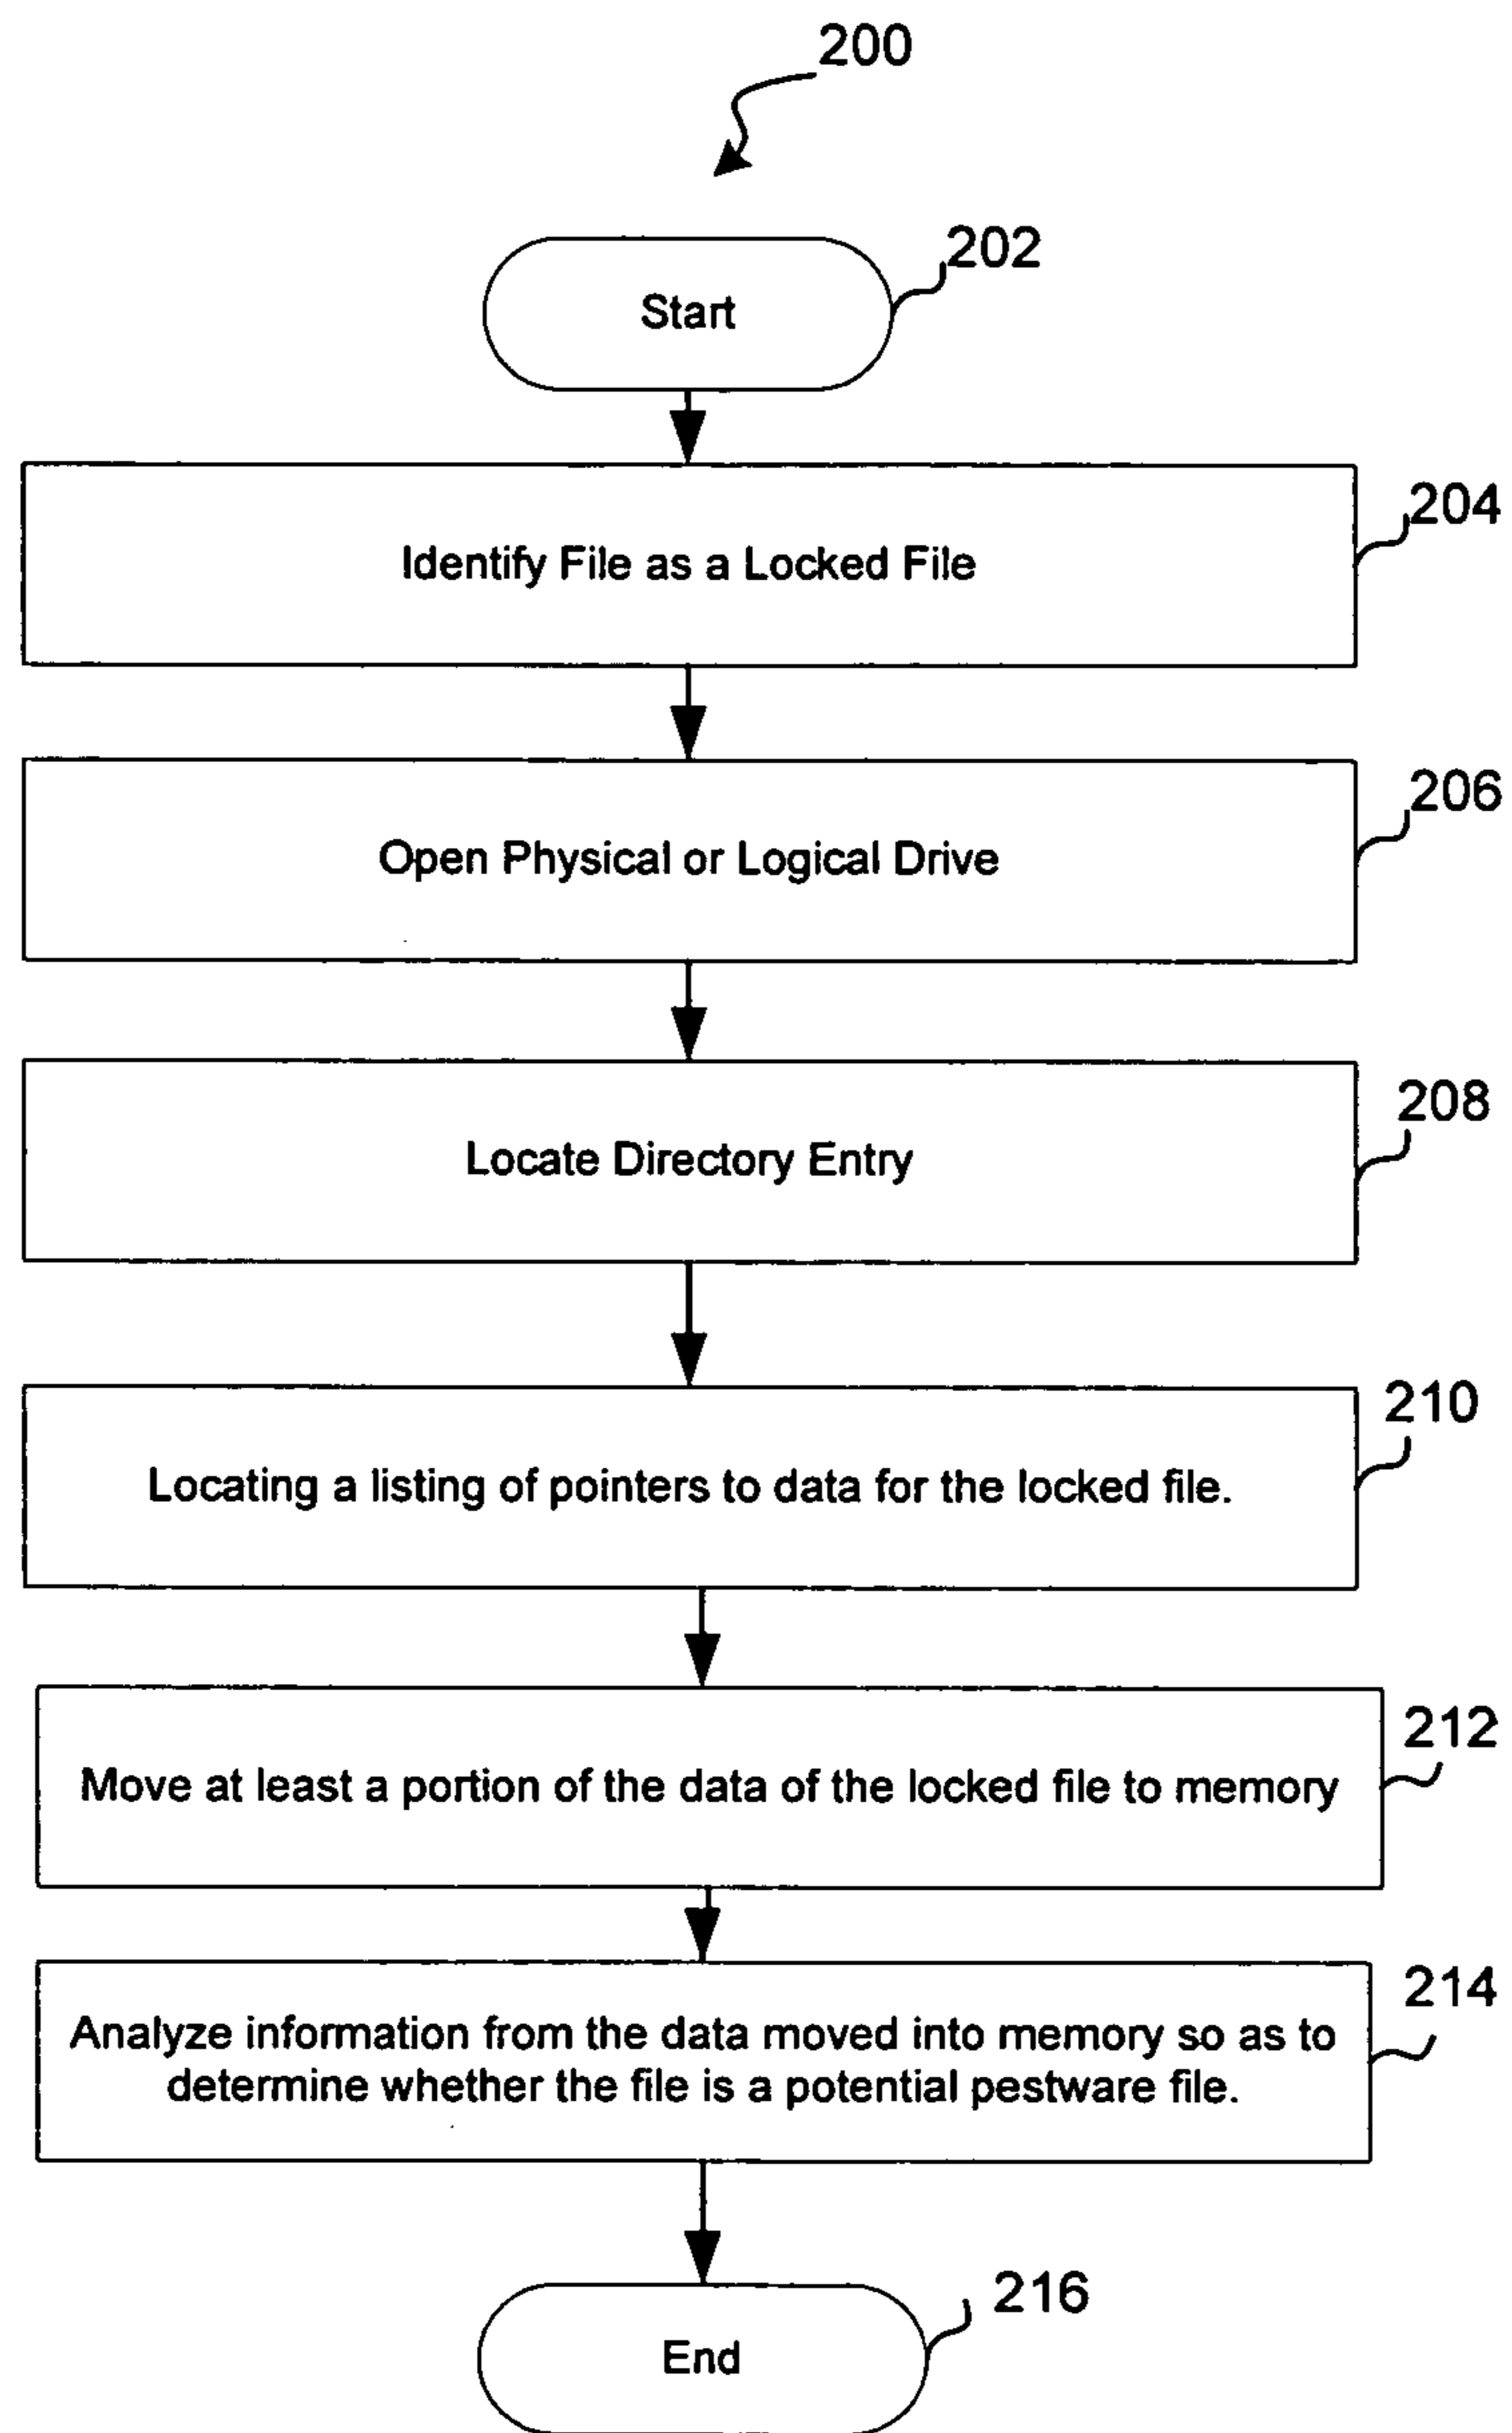 200
202
Start
204
Identify File as a Locked File
206
Open Physical or Logical Drive
208
Locate Directory Entry
210
Locating a listing of pointers to data for the locked file.
212
Move at least a portion of the data of the locked file to memory
214
Analyze information from the data moved into memory so as to
determine whether the file is a potential pestware file.
216
End